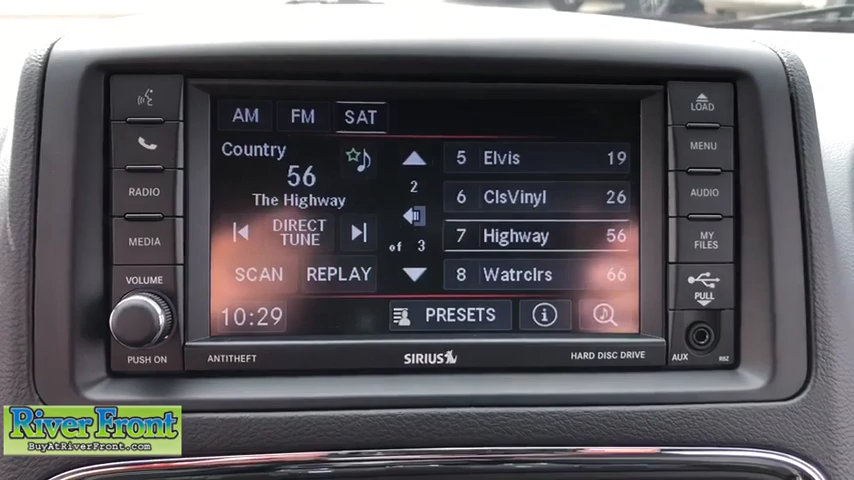 AM FM SAT
Country
56
The Highway
DIRECT
TUNE
SCAN REPLAY
10:29
2
of 3
5 Elvis 19
6 ClsVinyl 26
7 Highway 56
8 Watrclrs 66
PRESETS
RADIO
MEDIA
VOLUME
PUSH ON
LOAD
MENU
AUDIO
MY
FILES
PULL
AUX RBZ
ANTITHEFT SIRIUS HARD DISC DRIVE
River Front
BuyAtRiverFront.com